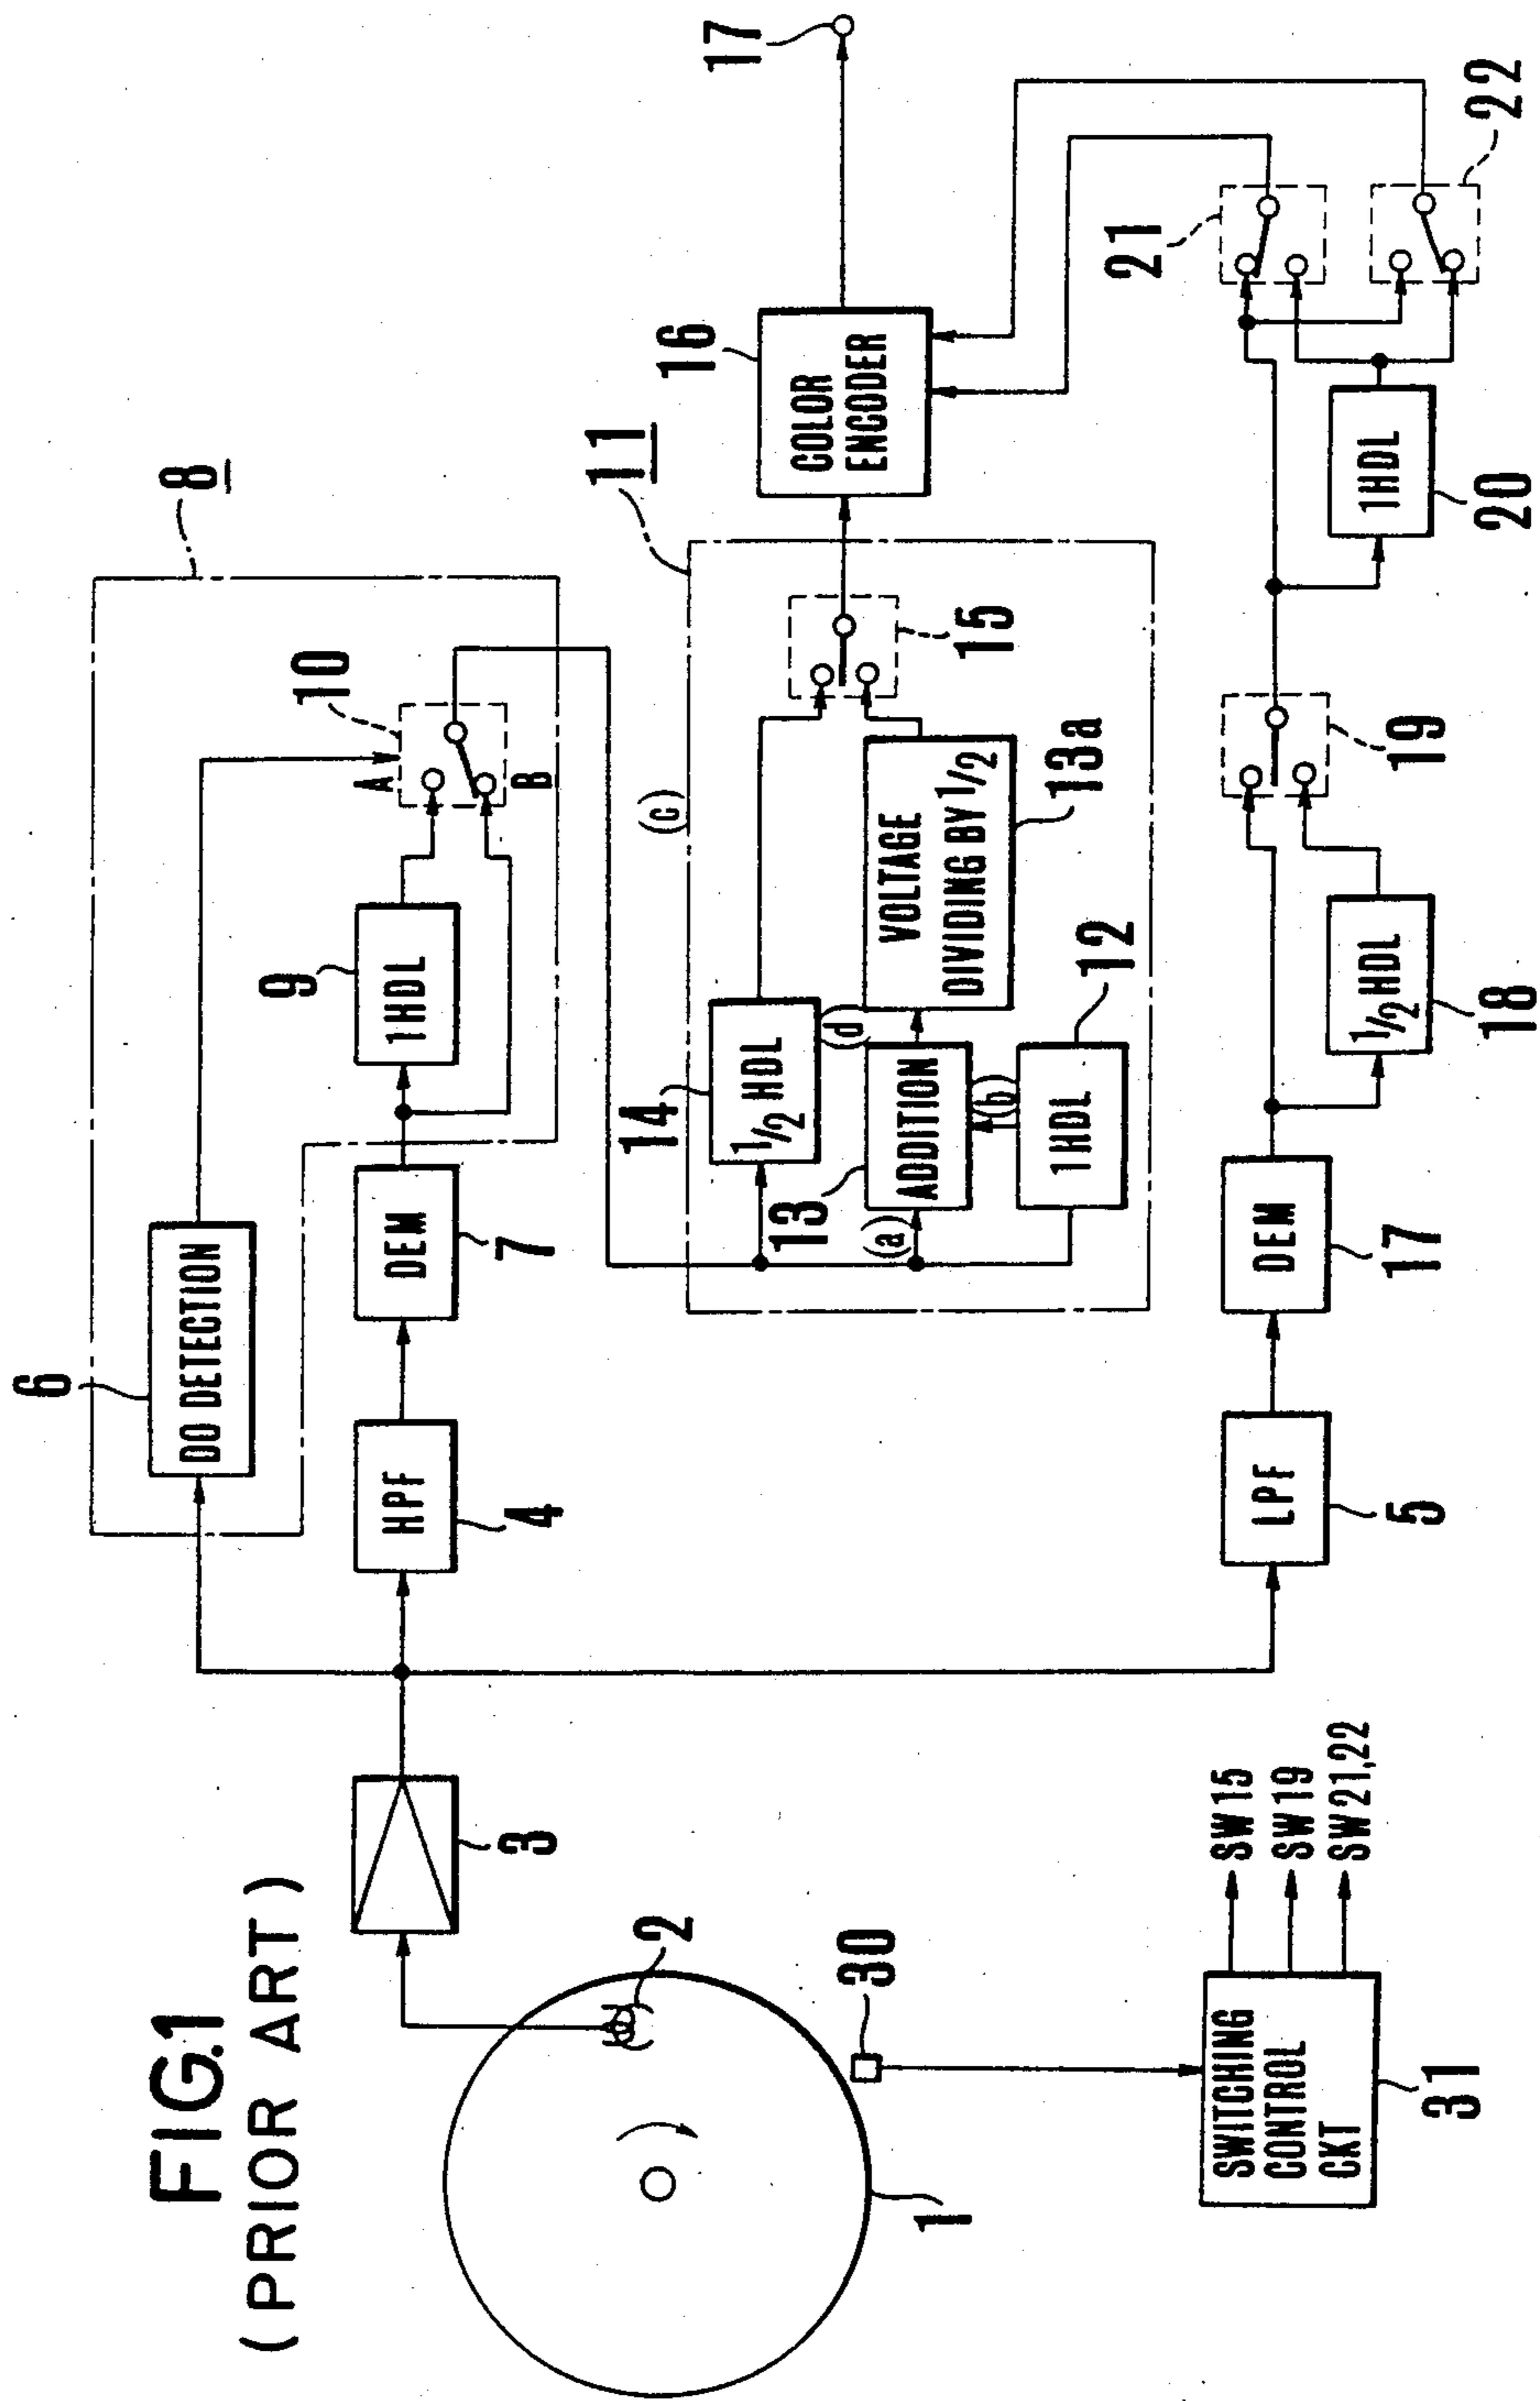 FIG.1
(PRIOR ART)
1
2
3
30
SWITCHING
CONTROL
CKT
31
SW15
SW19
SW21,22
6
DO DETECTION
8
HPF
4
DEM
7
9
1HDL
10
A
B
11
(c)
14
1/2 HDL
(d)
13
ADDITION
(a)
(b)
1HDL
12
VOLTAGE
DIVIDING BY 1/2
13a
15
16
COLOR
ENCODER
17
LPF
5
DEM
17
1/2 HDL
18
19
1HDL
20
21
22